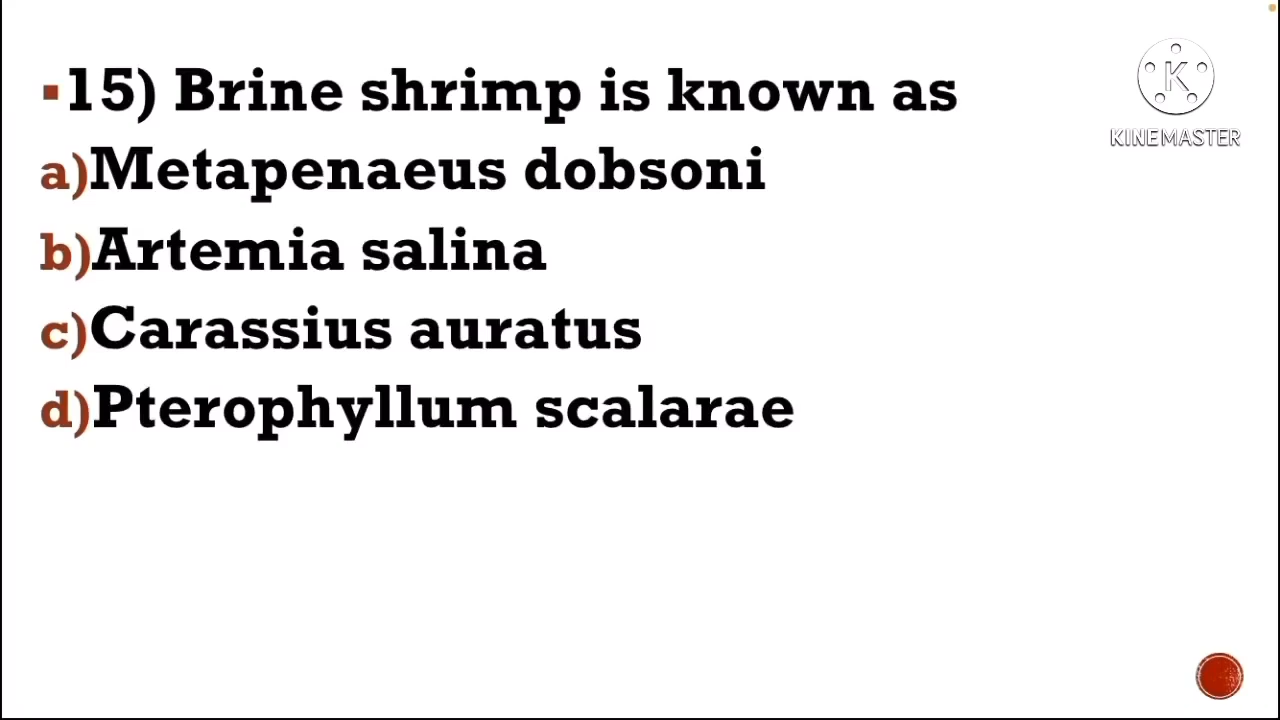 15) Brine shrimp is known as
a)Metapenaeus dobsoni
b)Artemia salina
c)Carassius auratus
d)Pterophyllum scalarae
K
KINEMASTER